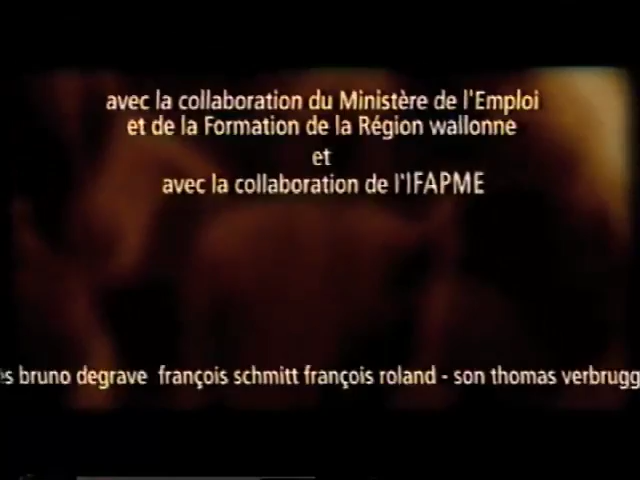 avec la collaboration du Ministère de l'Emploi
et de la Formation de la Région wallonne
et
avec la collaboration de l'IFAPME
bruno degrave françois schmitt françois roland - son thomas